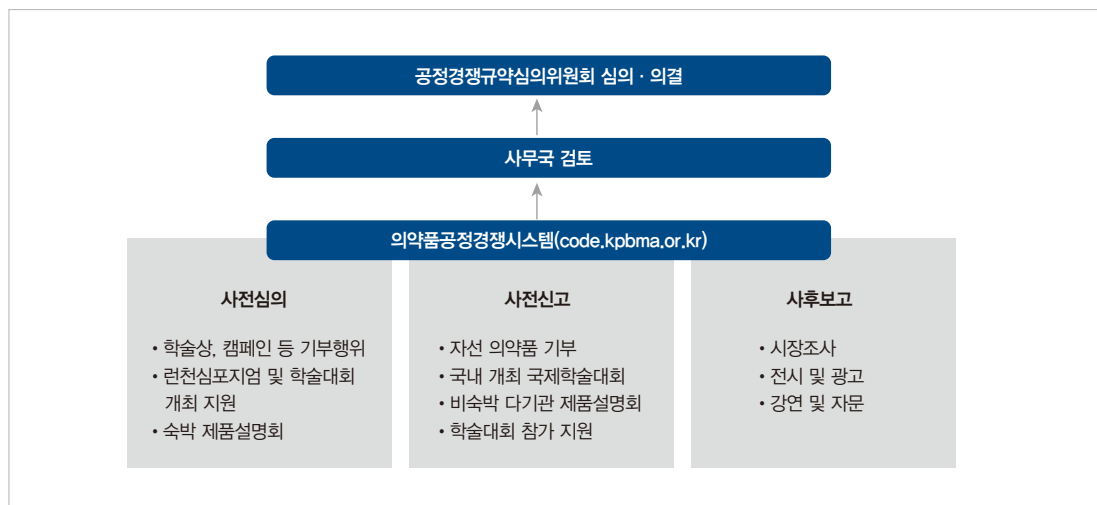 공정경쟁규약심의위원회 심의 · 의결
사무국 검토
의약품공정경쟁시스템(code.kpbma.or.kr)
사전심의
• 학술상, 캠페인 등 기부행위
• 런천심포지엄 및 학술대회
개최 지원
• 숙박 제품설명회
사전신고
• 자선 의약품 기부
• 국내 개최 국제학술대회
• 비숙박 다기관 제품설명회
• 학술대회 참가 지원
사후보고
• 시장조사
• 전시 및 광고
• 강연 및 자문